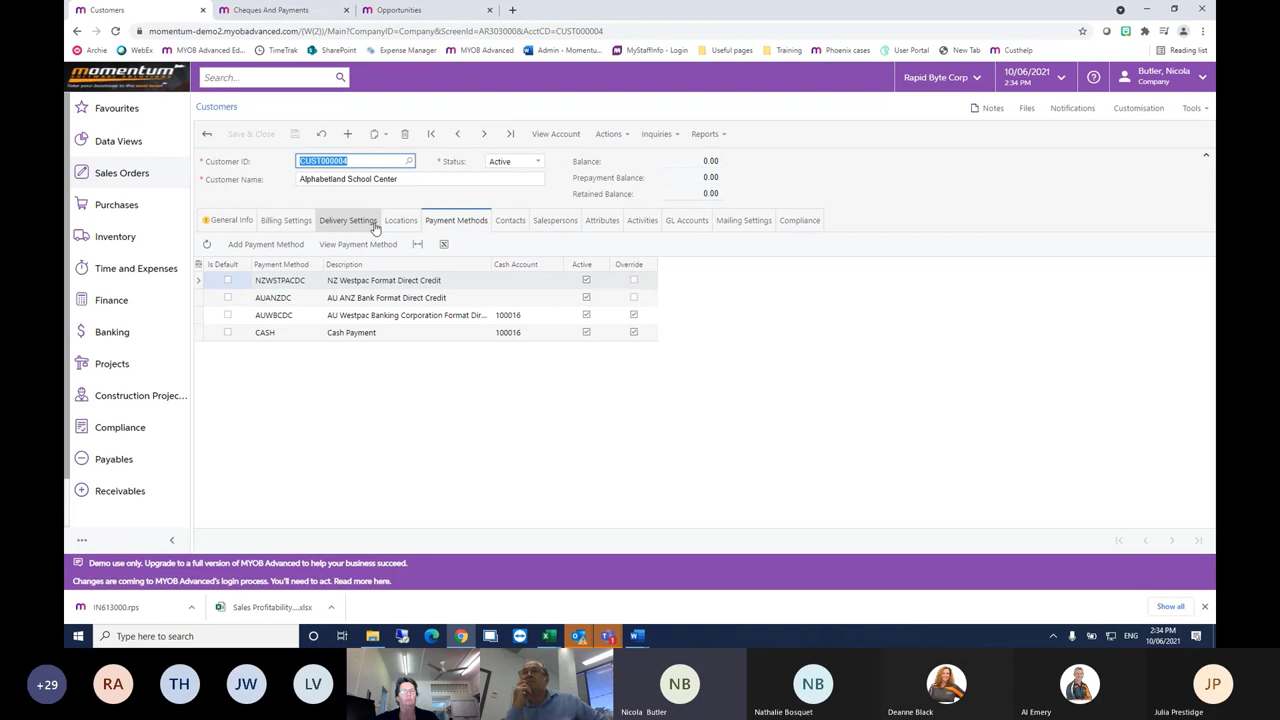 Customers
Cheques And Payments
Opportunities
momentum-demo2.myobadvanced.com/(W(2))/Main?CompanyID=Company&ScreenId=AR303000&AcctCD=CUST000004
Archie
WebEx
MYOB Advanced Ed...
TimeTrak
SharePoint
Expense Manager
MYOB Advanced
Admin - Momentu...
MyStaffInfo - Login
Useful pages
Training
Phoenix cases
User Portal
New Tab
Custhelp
Reading list
momentum
SOFTWARE SOLUTIONS
Search...
Rapid Byte Corp
10/06/2021
2:34 PM
Butler, Nicola
Company
Favourites
Data Views
Sales Orders
Purchases
Inventory
Time and Expenses
Finance
Banking
Projects
Construction Projec...
Compliance
Payables
Receivables
Customers
Notes
Files
Notifications
Customisation
Tools
Save & Close
View Account
Actions
Inquiries
Reports
* Customer ID:
CUST000004
* Status:
Active
Balance:
0.00
* Customer Name:
Alphabetland School Center
Prepayment Balance:
0.00
Retained Balance:
0.00
General Info
Billing Settings
Delivery Settings
Locations
Payment Methods
Contacts
Salespersons
Attributes
Activities
GL Accounts
Mailing Settings
Compliance
Add Payment Method
View Payment Method
Is Default Payment Method Description Cash Account Active Override
NZWSTPACDC NZ Westpac Format Direct Credit
AUANZDC AU ANZ Bank Format Direct Credit
AUWBCDC AU Westpac Banking Corporation Format Dir... 100016
CASH Cash Payment 100016
Demo use only. Upgrade to a full version of MYOB Advanced to help your business succeed.
Changes are coming to MYOB Advanced's login process. You'll need to act. Read more here.
IN613000.rps
Sales Profitability....xlsx
Show all
Type here to search
ENG
2:34 PM
10/06/2021
+29
RA
TH
JW
LV
NB
Nicola Butler
NB
Nathalie Bosquet
Deanne Black
Al Emery
JP
Julia Prestidge